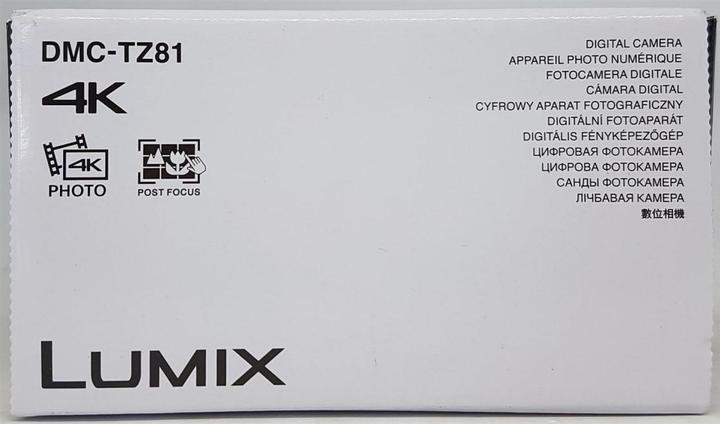 DMC-TZ81
4K
4K
PHOTO
POST FOCUS
DIGITAL CAMERA
APPAREIL PHOTO NUMÉRIQUE
FOTOCAMERA DIGITALE
CÁMARA DIGITAL
CYFROWY APARAT FOTOGRAFICZNY
DIGITÁLNÍ FOTOAPARÁT
DIGITÁLIS FÉNYKÉPEZŐGÉP
ЦИФРОВАЯ ФОТОКАМЕРА
ЦИФРОВА ФОТОКАМЕРА
САНДЫ ФОТОКАМЕРА
ЛІЧБАВАЯ КАМЕРА
數位相機
LUMIX